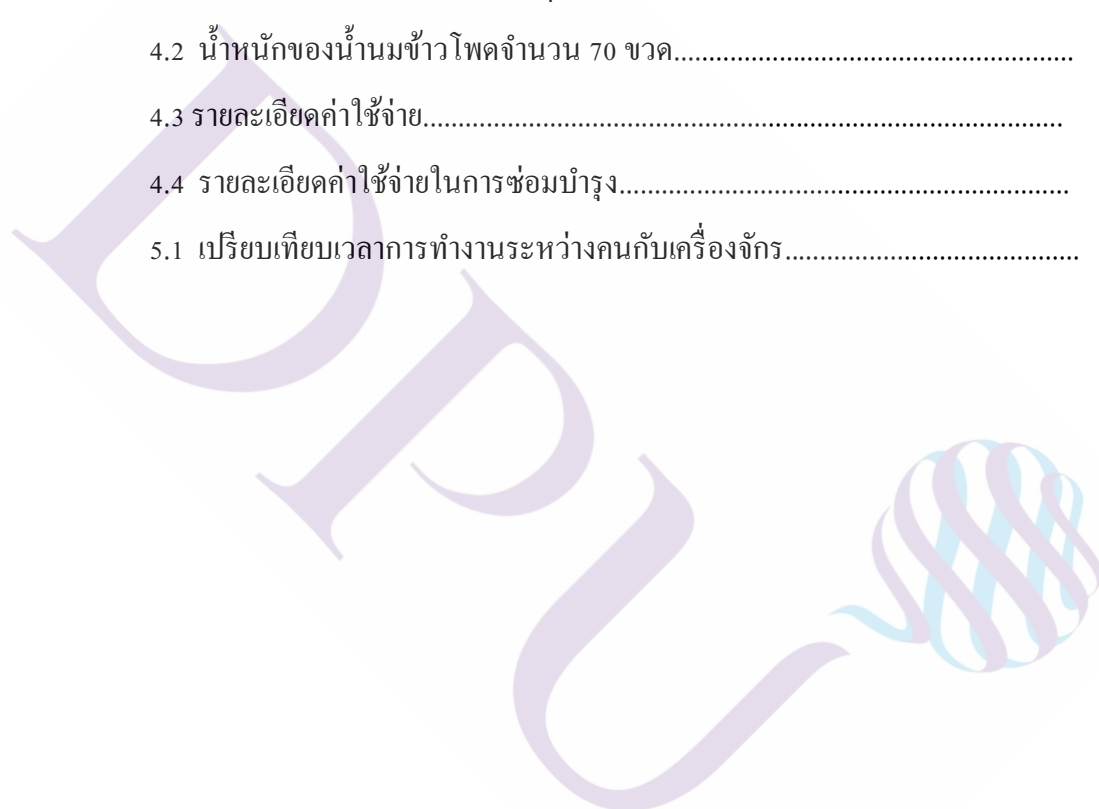 4.2 น้ำหนักของน้ำนมข้าวโพดจำนวน 70 ขวด........................................................
4.3 รายละเอียดค่าใช้จ่าย...........................................................................................
4.4 รายละเอียดค่าใช้จ่ายในการซ่อมบำรุง...............................................................
5.1 เปรียบเทียบเวลาการทำงานระหว่างคนกับเครื่องจักร..........................................
DPU